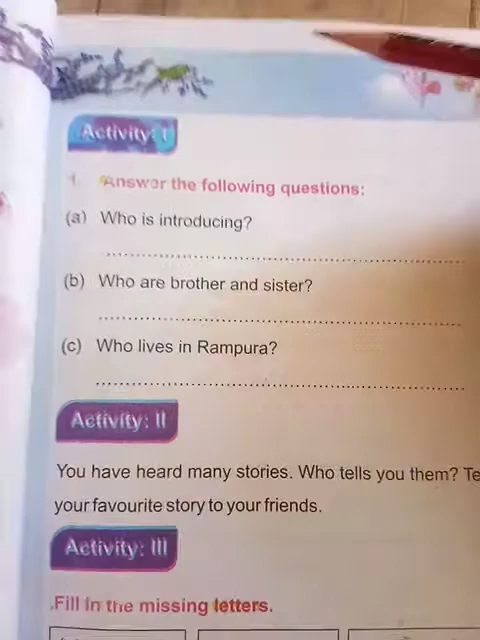 Activity: I
1. Answer the following questions:
(a) Who is introducing?
(b) Who are brother and sister?
(c) Who lives in Rampura?
Activity: II
You have heard many stories. Who tells you them? Te
your favourite story to your friends.
Activity: III
Fill in the missing letters.